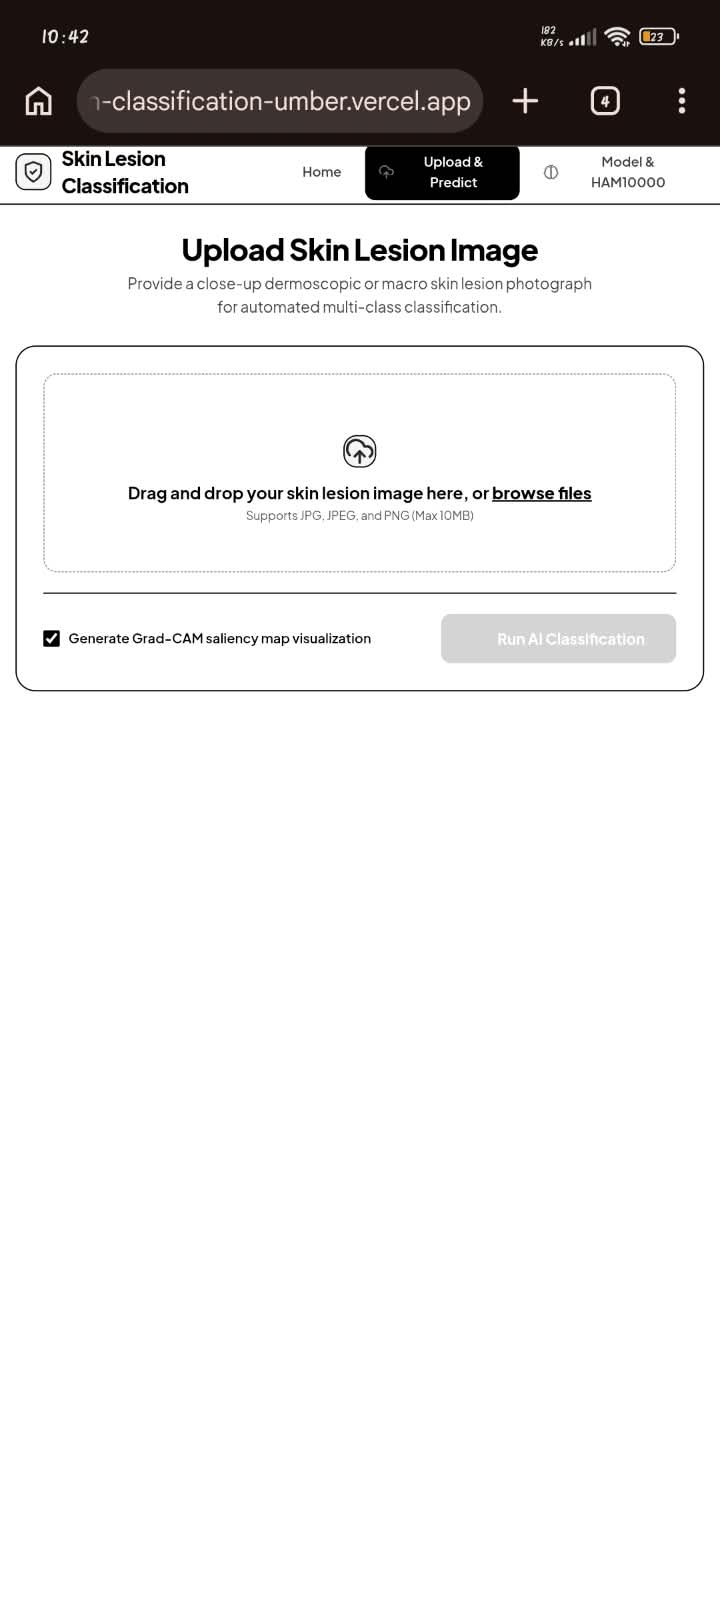 10:42
182
KB/s
23
n-classification-umber.vercel.app
4
Skin Lesion
Classification
Home
Upload &
Predict
Model &
HAM10000
Upload Skin Lesion Image
Provide a close-up dermoscopic or macro skin lesion photograph
for automated multi-class classification.
Drag and drop your skin lesion image here, or browse files
Supports JPG, JPEG, and PNG (Max 10MB)
Generate Grad-CAM saliency map visualization
Run AI Classification